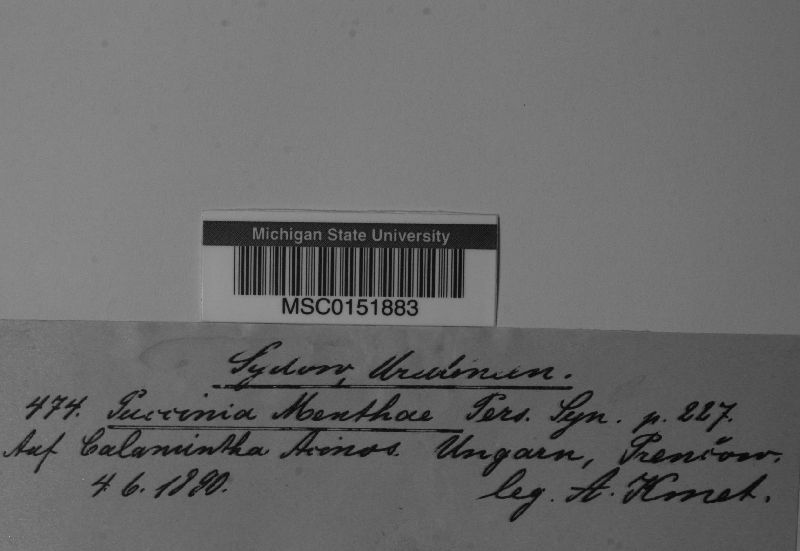 Michigan State University
MSC0151883
Sydow, Uredineen.
474. Puccinia Menthae Pers. Syn. p. 227.
Auf Calamintha Acinos. Ungarn, Prenčow.
4 6. 1890. leg. A. Kmet.